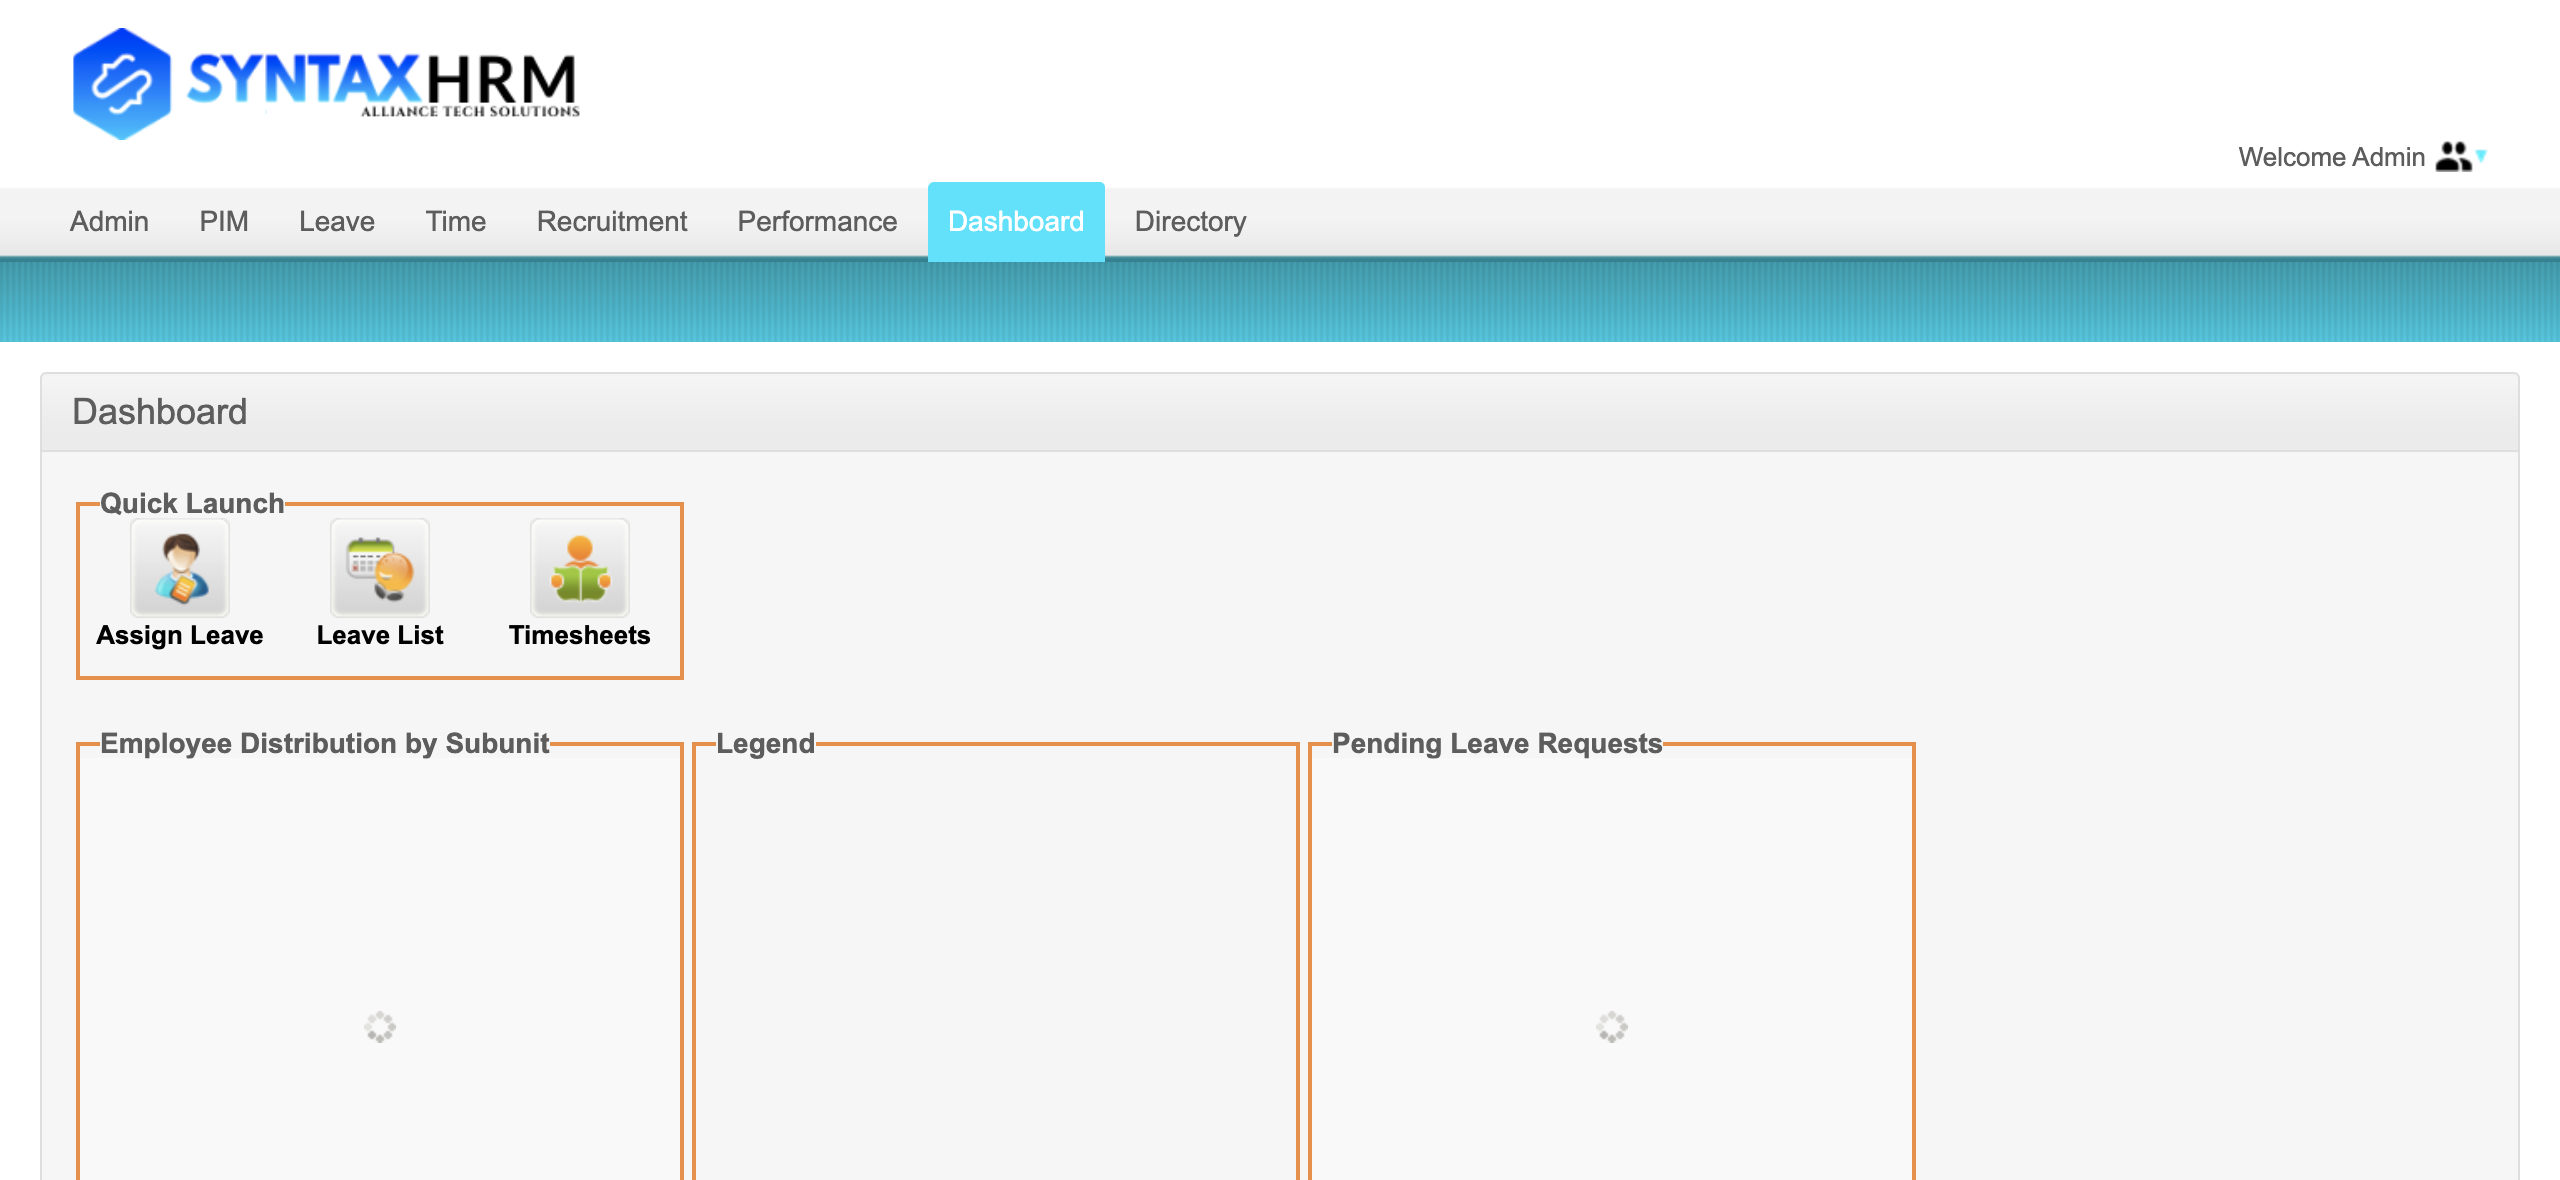 SYNTAXHRM
ALLIANCE TECH SOLUTIONS
Welcome Admin
Admin PIM Leave Time Recruitment Performance Dashboard Directory
Dashboard
Quick Launch
Assign Leave Leave List Timesheets
Employee Distribution by Subunit Legend Pending Leave Requests